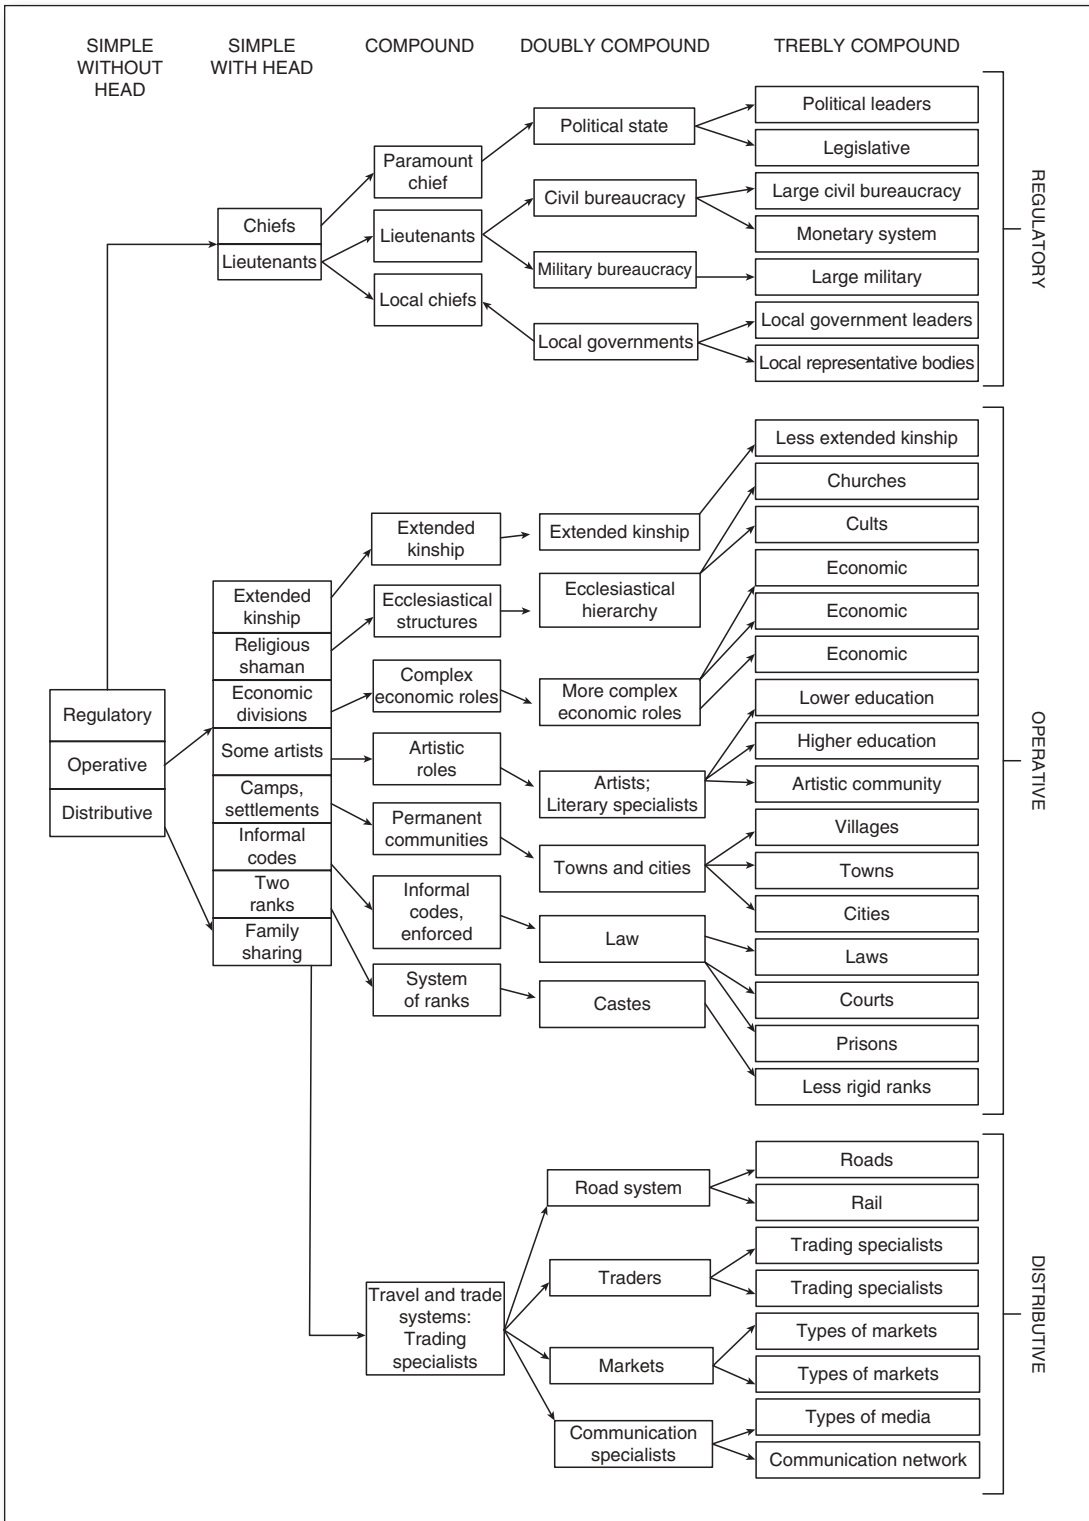 SIMPLE
WITHOUT
HEAD
SIMPLE
WITH HEAD
COMPOUND
DOUBLY COMPOUND
TREBLY COMPOUND
Regulatory
Operative
Distributive
Chiefs
Lieutenants
Paramount
chief
Lieutenants
Local chiefs
Political state
Civil bureaucracy
Military bureaucracy
Local governments
Political leaders
Legislative
Large civil bureaucracy
Monetary system
Large military
Local government leaders
Local representative bodies
REGULATORY
Extended
kinship
Religious
shaman
Economic
divisions
Some artists
Camps,
settlements
Informal
codes
Two
ranks
Family
sharing
Extended
kinship
Ecclesiastical
structures
Complex
economic roles
Artistic
roles
Permanent
communities
Informal
codes,
enforced
System
of ranks
Extended kinship
Ecclesiastical
hierarchy
More complex
economic roles
Artists;
Literary specialists
Towns and cities
Law
Castes
Less extended kinship
Churches
Cults
Economic
Economic
Economic
Lower education
Higher education
Artistic community
Villages
Towns
Cities
Laws
Courts
Prisons
Less rigid ranks
OPERATIVE
Travel and trade
systems:
Trading
specialists
Road system
Traders
Markets
Communication
specialists
Roads
Rail
Trading specialists
Trading specialists
Types of markets
Types of markets
Types of media
Communication network
DISTRIBUTIVE